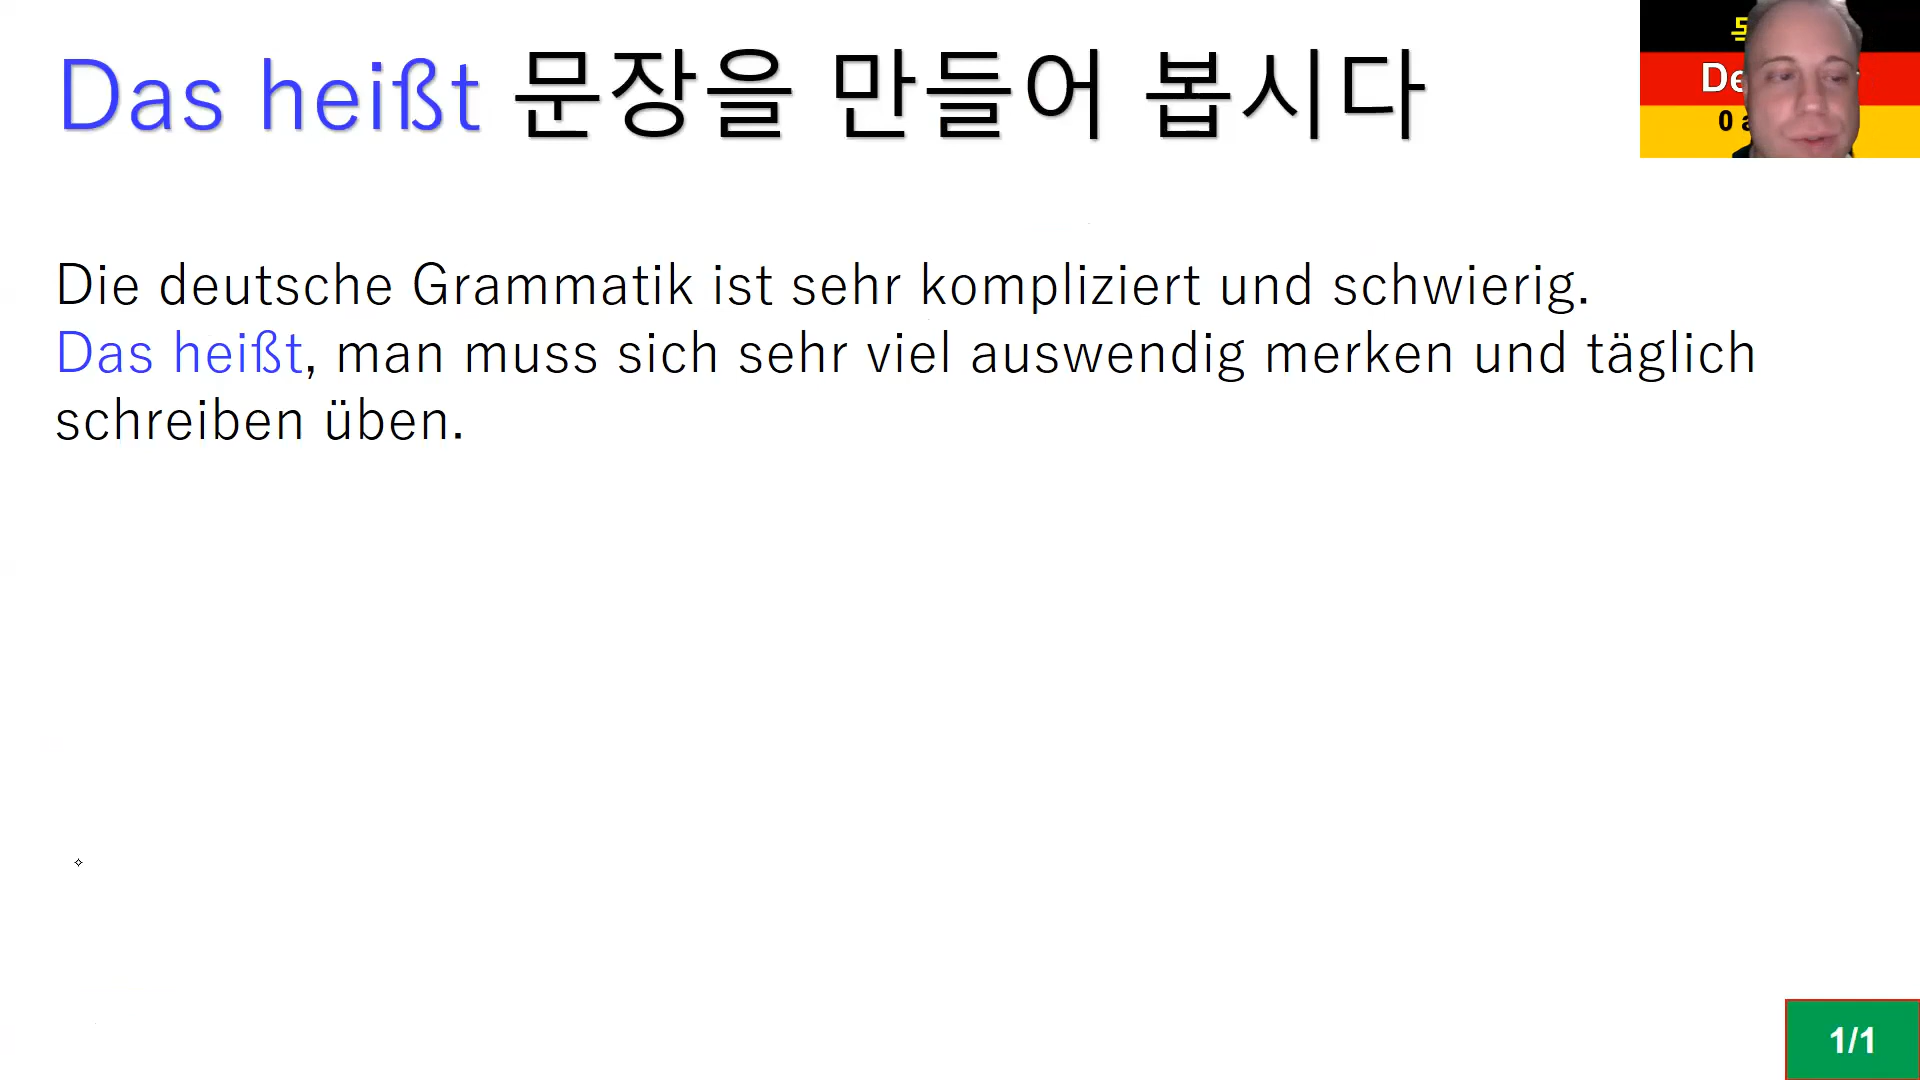 Das heißt 문장을 만들어 봅시다
Die deutsche Grammatik ist sehr kompliziert und schwierig.
Das heißt, man muss sich sehr viel auswendig merken und täglich
schreiben üben.
1/1